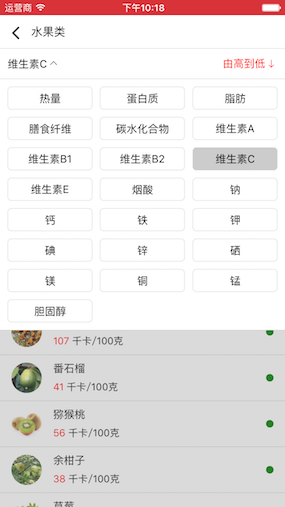 运营商 下午10:18
水果类
维生素C 由高到低↓
热量 蛋白质 脂肪
膳食纤维 碳水化合物 维生素A
维生素B1 维生素B2 维生素C
维生素E 烟酸 钠
钙 铁 钾
碘 锌 硒
镁 铜 锰
胆固醇
107 千卡/100克
番石榴
41 千卡/100克
猕猴桃
56 千卡/100克
余柑子
38 千卡/100克